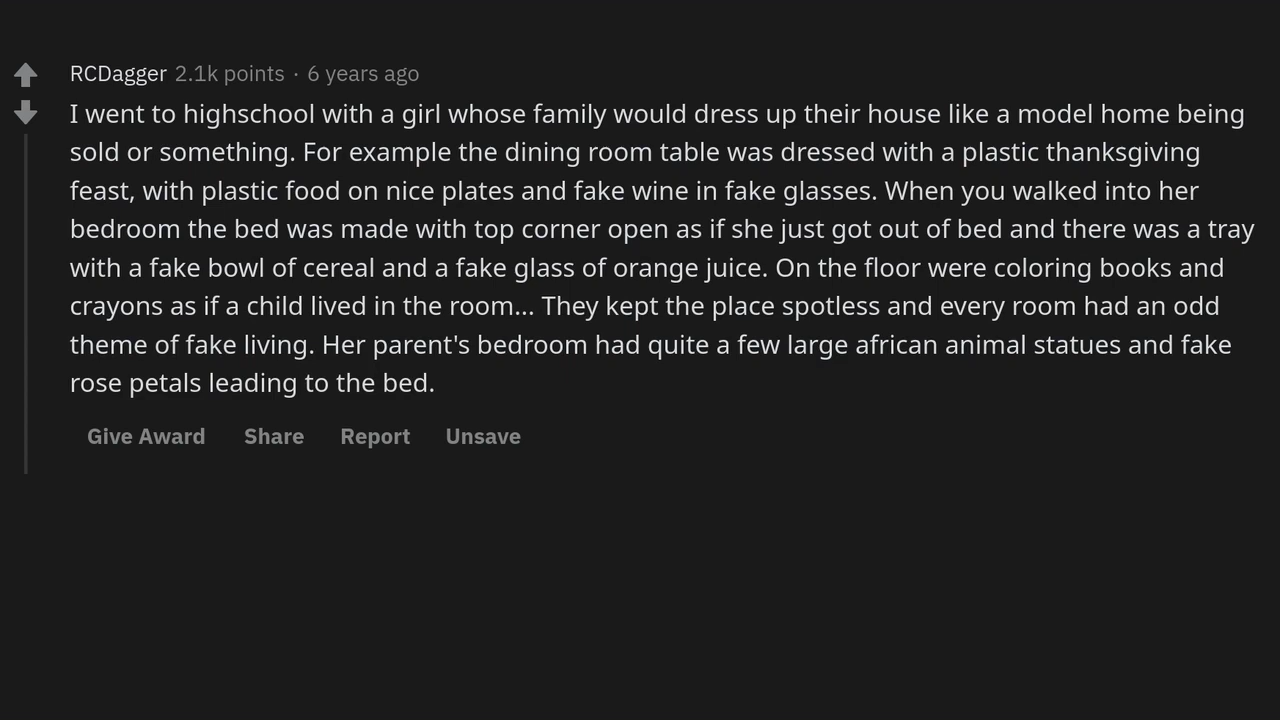 RCDagger 2.1k points · 6 years ago
I went to highschool with a girl whose family would dress up their house like a model home being
sold or something. For example the dining room table was dressed with a plastic thanksgiving
feast, with plastic food on nice plates and fake wine in fake glasses. When you walked into her
bedroom the bed was made with top corner open as if she just got out of bed and there was a tray
with a fake bowl of cereal and a fake glass of orange juice. On the floor were coloring books and
crayons as if a child lived in the room... They kept the place spotless and every room had an odd
theme of fake living. Her parent's bedroom had quite a few large african animal statues and fake
rose petals leading to the bed.
Give Award Share Report Unsave